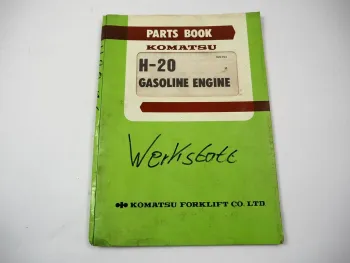 PARTS BOOK
KOMATSU
H-20
GASOLINE ENGINE
Werkstatt
KOMATSU FORKLIFT CO. LTD